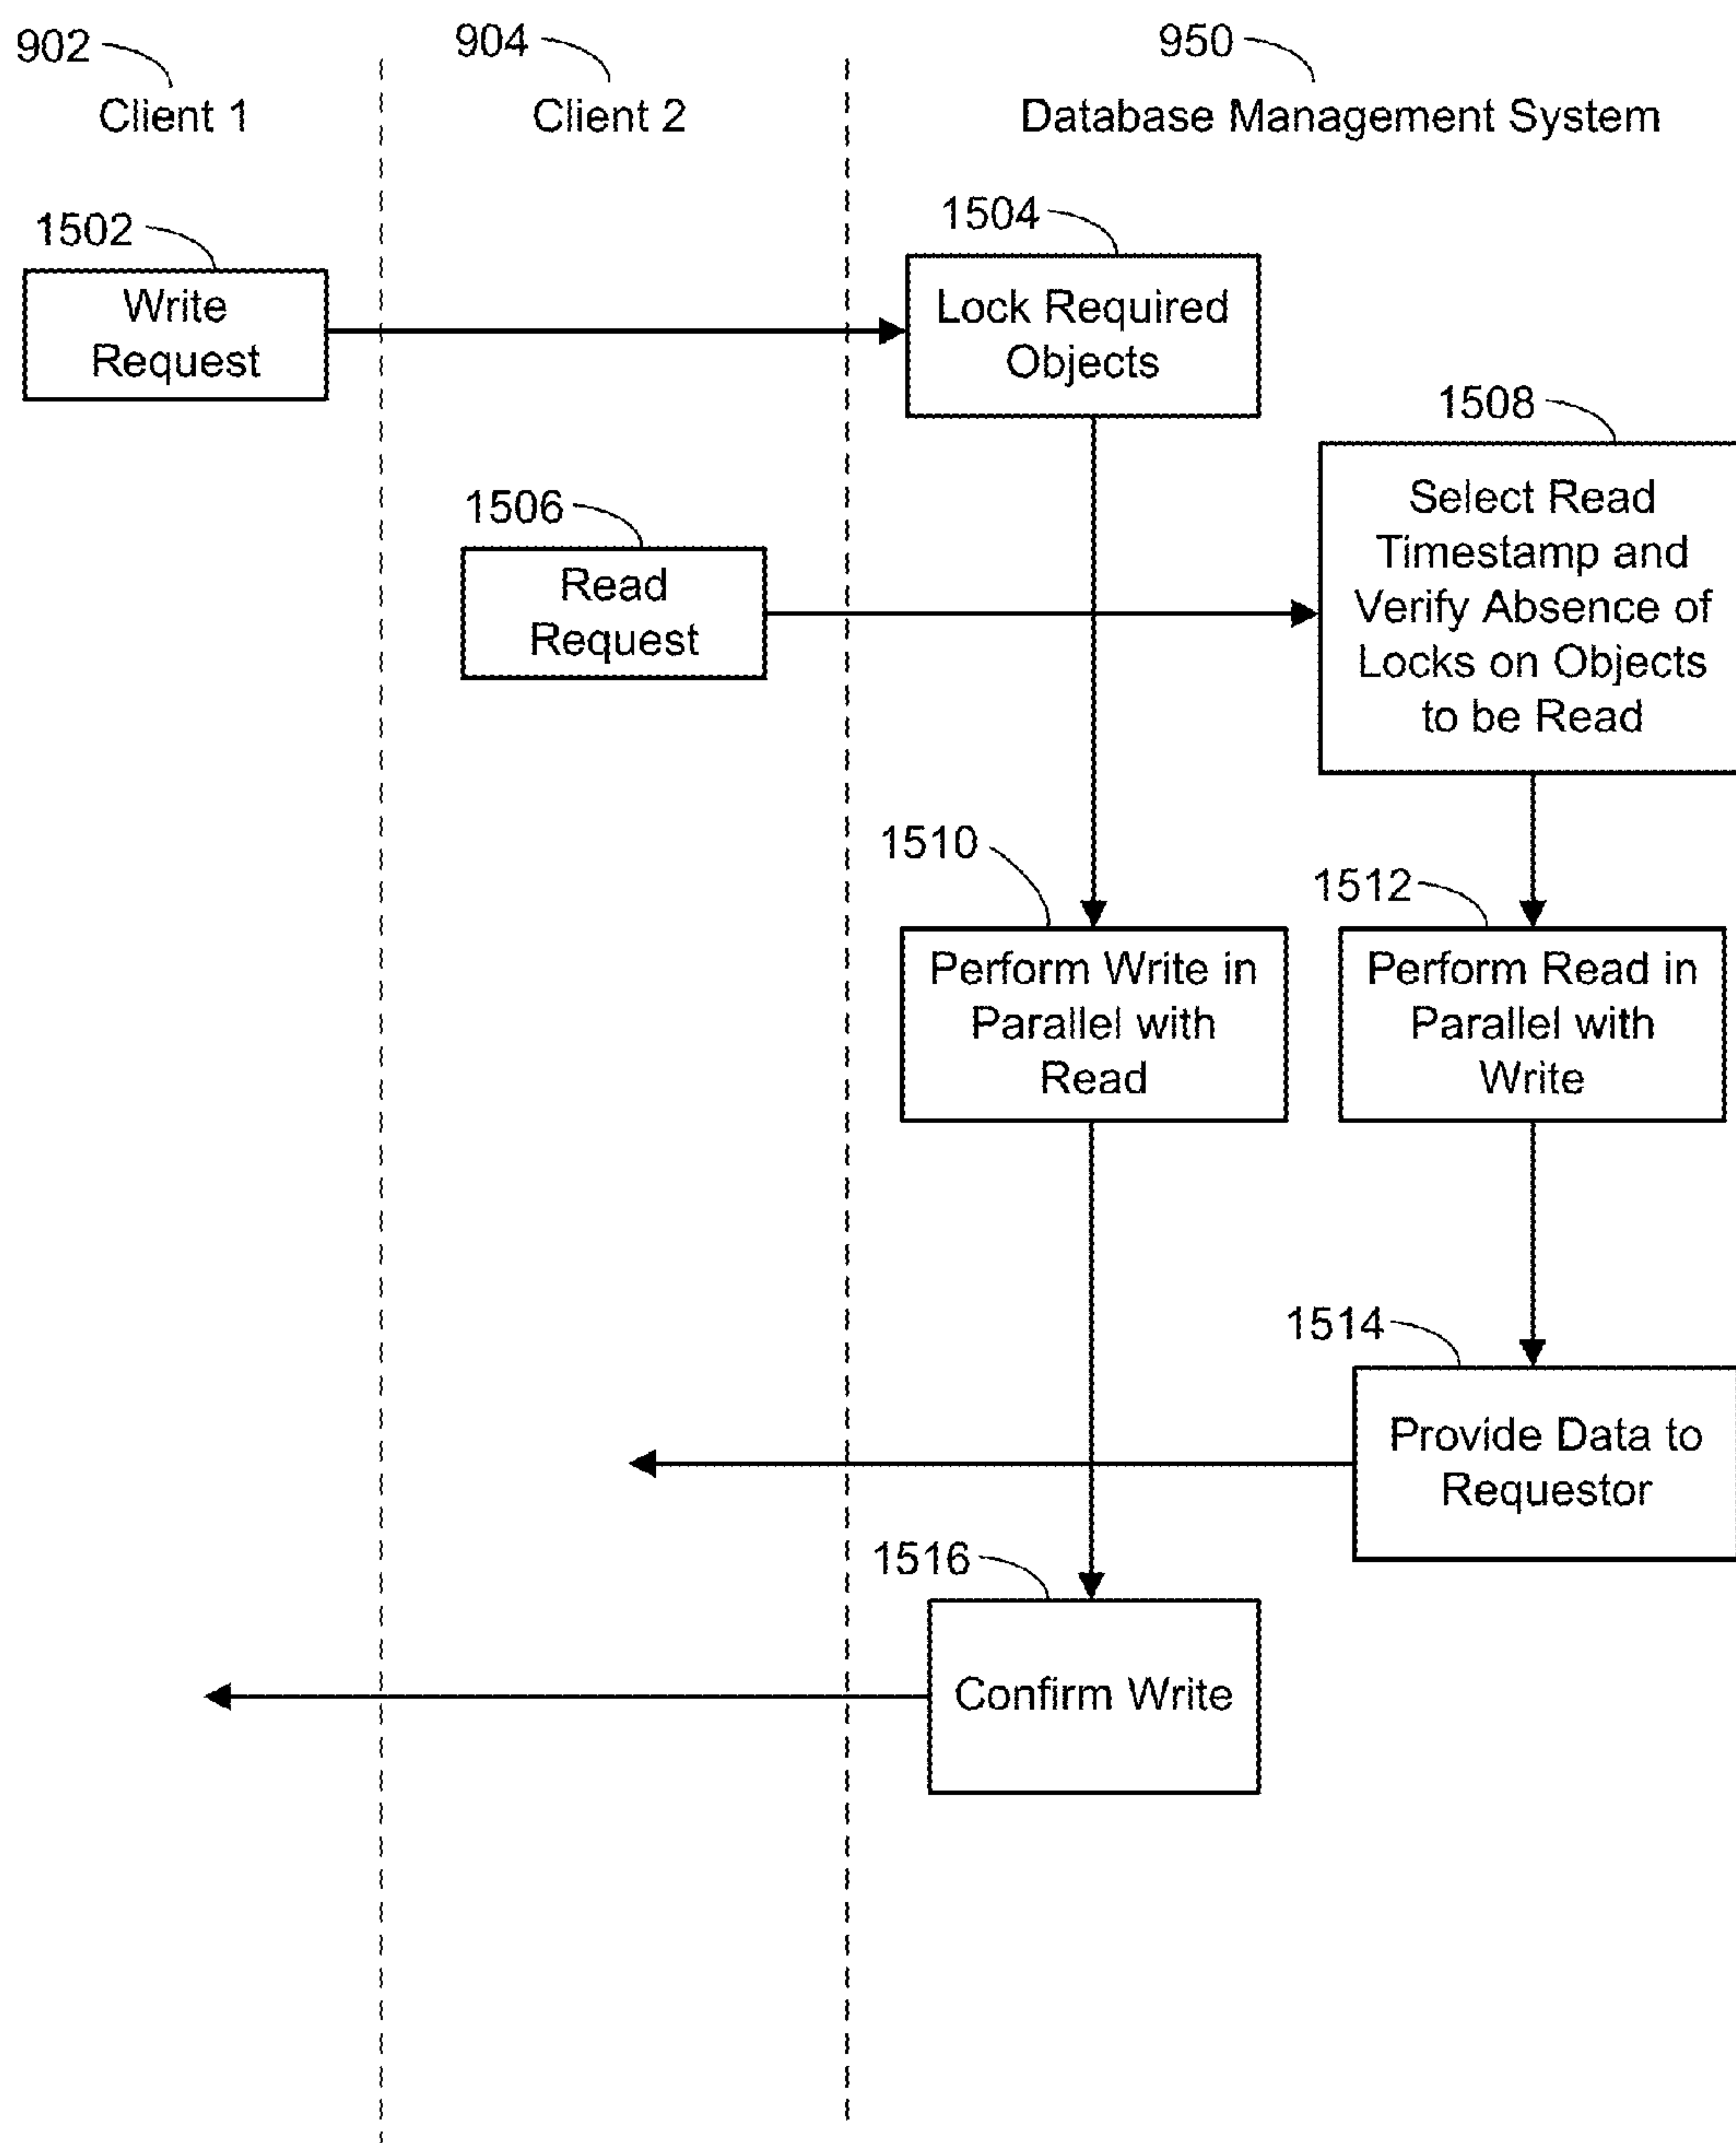 902
904
950
Client 1
Client 2
Database Management System
1502
1504
Write
Request
Lock Required
Objects
1508
1506
Read
Request
Select Read
Timestamp and
Verify Absence of
Locks on Objects
to be Read
1510
1512
Perform Write in
Parallel with
Read
Perform Read in
Parallel with
Write
1514
Provide Data to
Requestor
1516
Confirm Write